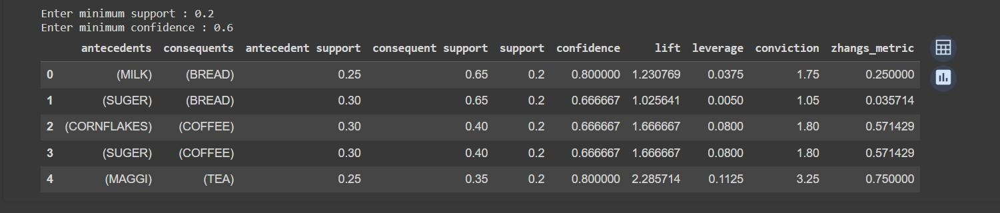 Enter minimum support : 0.2
Enter minimum confidence : 0.6
antecedents consequents antecedent support consequent support support confidence lift leverage conviction zhangs_metric
0 (MILK) (BREAD) 0.25 0.65 0.2 0.800000 1.230769 0.0375 1.75 0.250000
1 (SUGER) (BREAD) 0.30 0.65 0.2 0.666667 1.025641 0.0050 1.05 0.035714
2 (CORNFLAKES) (COFFEE) 0.30 0.40 0.2 0.666667 1.666667 0.0800 1.80 0.571429
3 (SUGER) (COFFEE) 0.30 0.40 0.2 0.666667 1.666667 0.0800 1.80 0.571429
4 (MAGGI) (TEA) 0.25 0.35 0.2 0.800000 2.285714 0.1125 3.25 0.750000